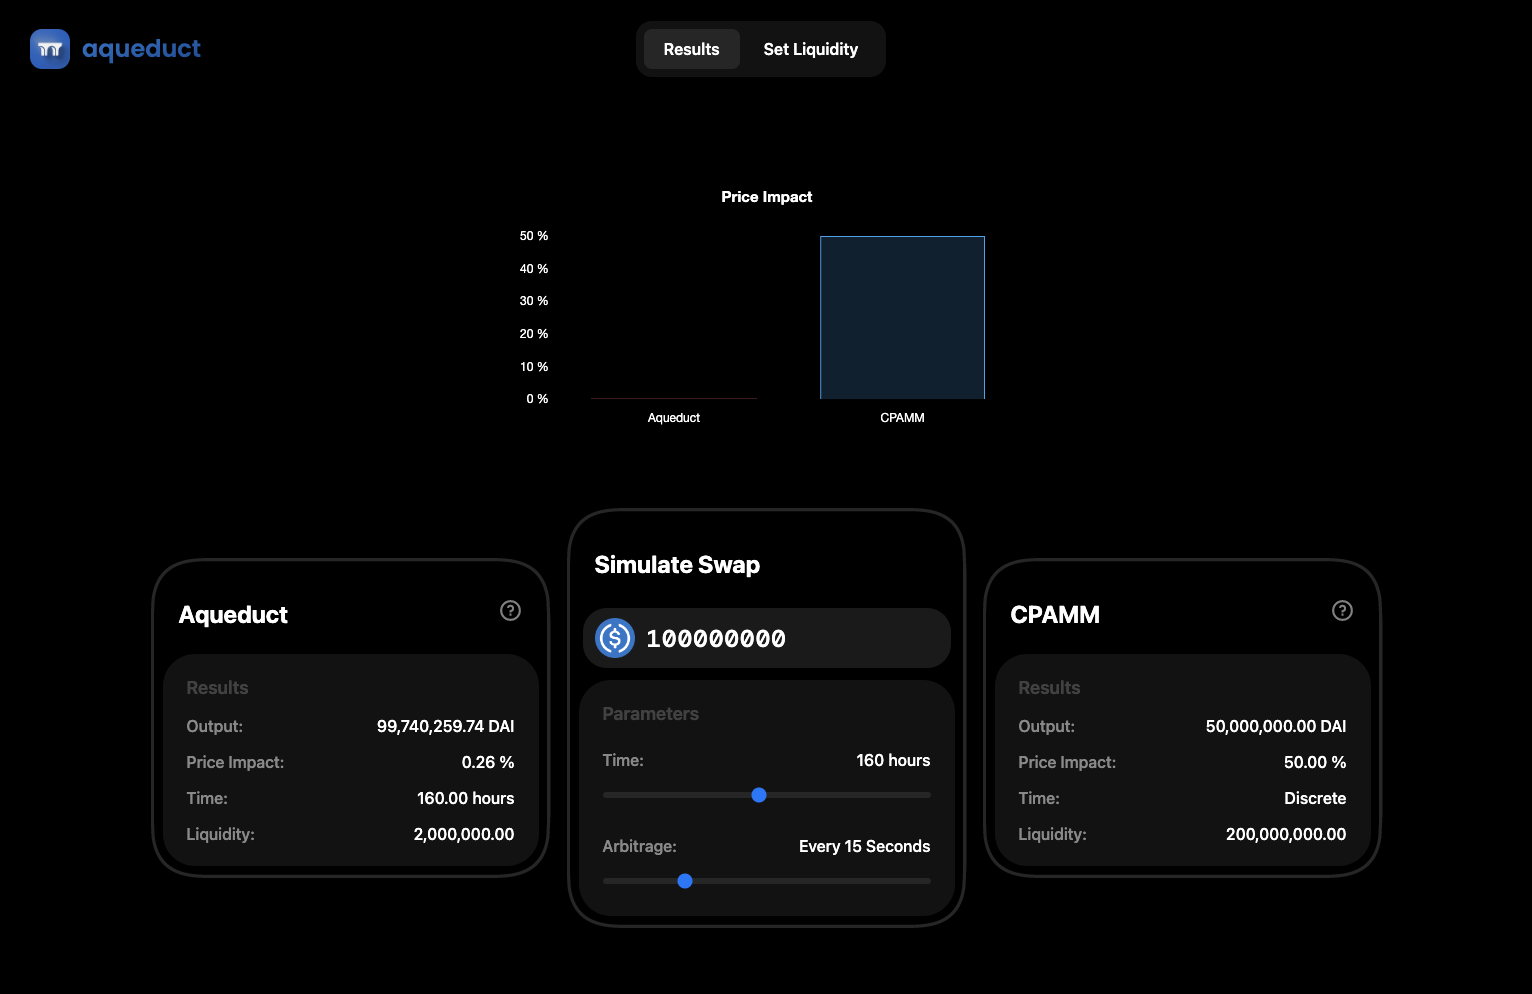 aqueduct
Results
Set Liquidity
Price Impact
50 %
40 %
30 %
20 %
10 %
0 %
Aqueduct
CPAMM
Aqueduct
?
Results
Output: 99,740,259.74 DAI
Price Impact: 0.26 %
Time: 160.00 hours
Liquidity: 2,000,000.00
Simulate Swap
$ 100000000
Parameters
Time: 160 hours
Arbitrage: Every 15 Seconds
CPAMM
?
Results
Output: 50,000,000.00 DAI
Price Impact: 50.00 %
Time: Discrete
Liquidity: 200,000,000.00